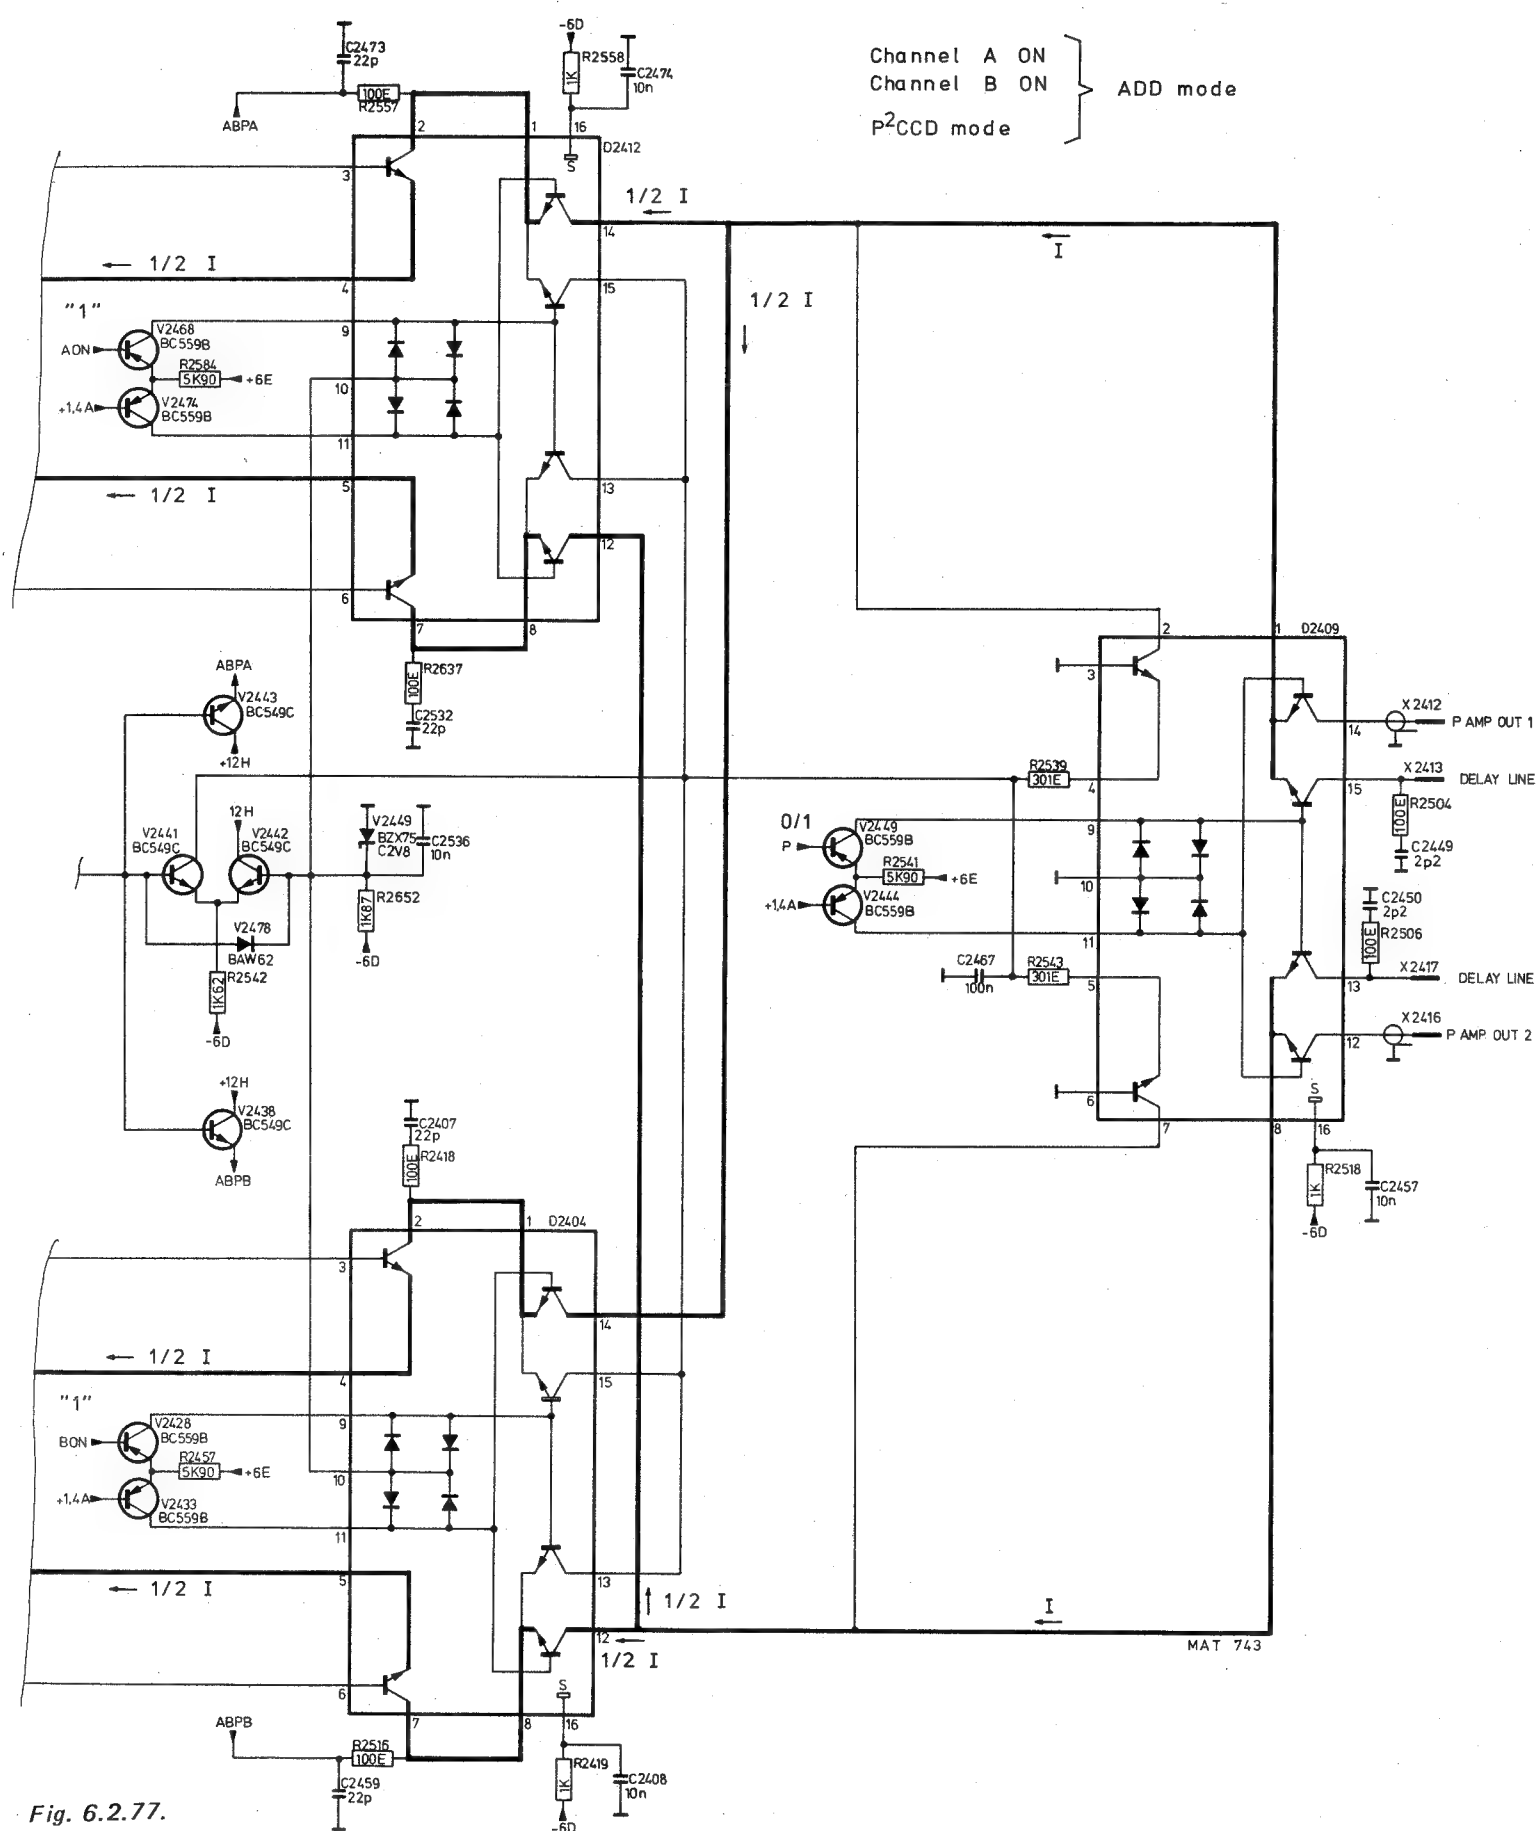 -6D
C2473
22p
R2558
1K
C2474
10n
Channel A ON
Channel B ON
ADD mode
P²CCD mode
100E
R2557
ABPA
2
1
16
D2412
S
3
1/2 I
14
I
1/2 I
4
15
1/2 I
"1"
V2468
BC559B
9
AON
R2584
5K90
+6E
10
+1,4A
V2474
BC559B
11
5
13
1/2 I
12
6
7
8
2
1
D2409
ABPA
R2637
100E
3
V2443
BC549C
C2532
22p
+12H
X2412
14
P AMP OUT 1
R2539
301E
4
X2413
15
DELAY LINE
R2504
100E
12H
V2441
BC549C
V2442
BC549C
V2449
BZX75
C2V8
C2536
10n
0/1
P
V2449
BC559B
9
R2541
5K90
+6E
C2449
2p2
10
R2652
1K87
+1,4A
V2444
BC559B
C2450
2p2
V2478
BAW62
11
R2506
100E
-6D
R2542
1K62
C2467
100n
R2543
301E
5
X2417
13
DELAY LINE
-6D
X2416
12
P AMP OUT 2
+12H
V2438
BC549C
6
S
7
8
16
C2407
22p
R2418
100E
ABPB
R2518
1K
C2457
10n
-6D
2
1
D2404
3
14
1/2 I
4
15
"1"
V2428
BC559B
9
BON
R2457
5K90
+6E
10
+1,4A
V2433
BC559B
11
5
13
1/2 I
1/2 I
I
12
1/2 I
MAT 743
6
S
7
8
16
ABPB
R2516
100E
R2419
1K
C2408
10n
C2459
22p
-6D
Fig. 6.2.77.